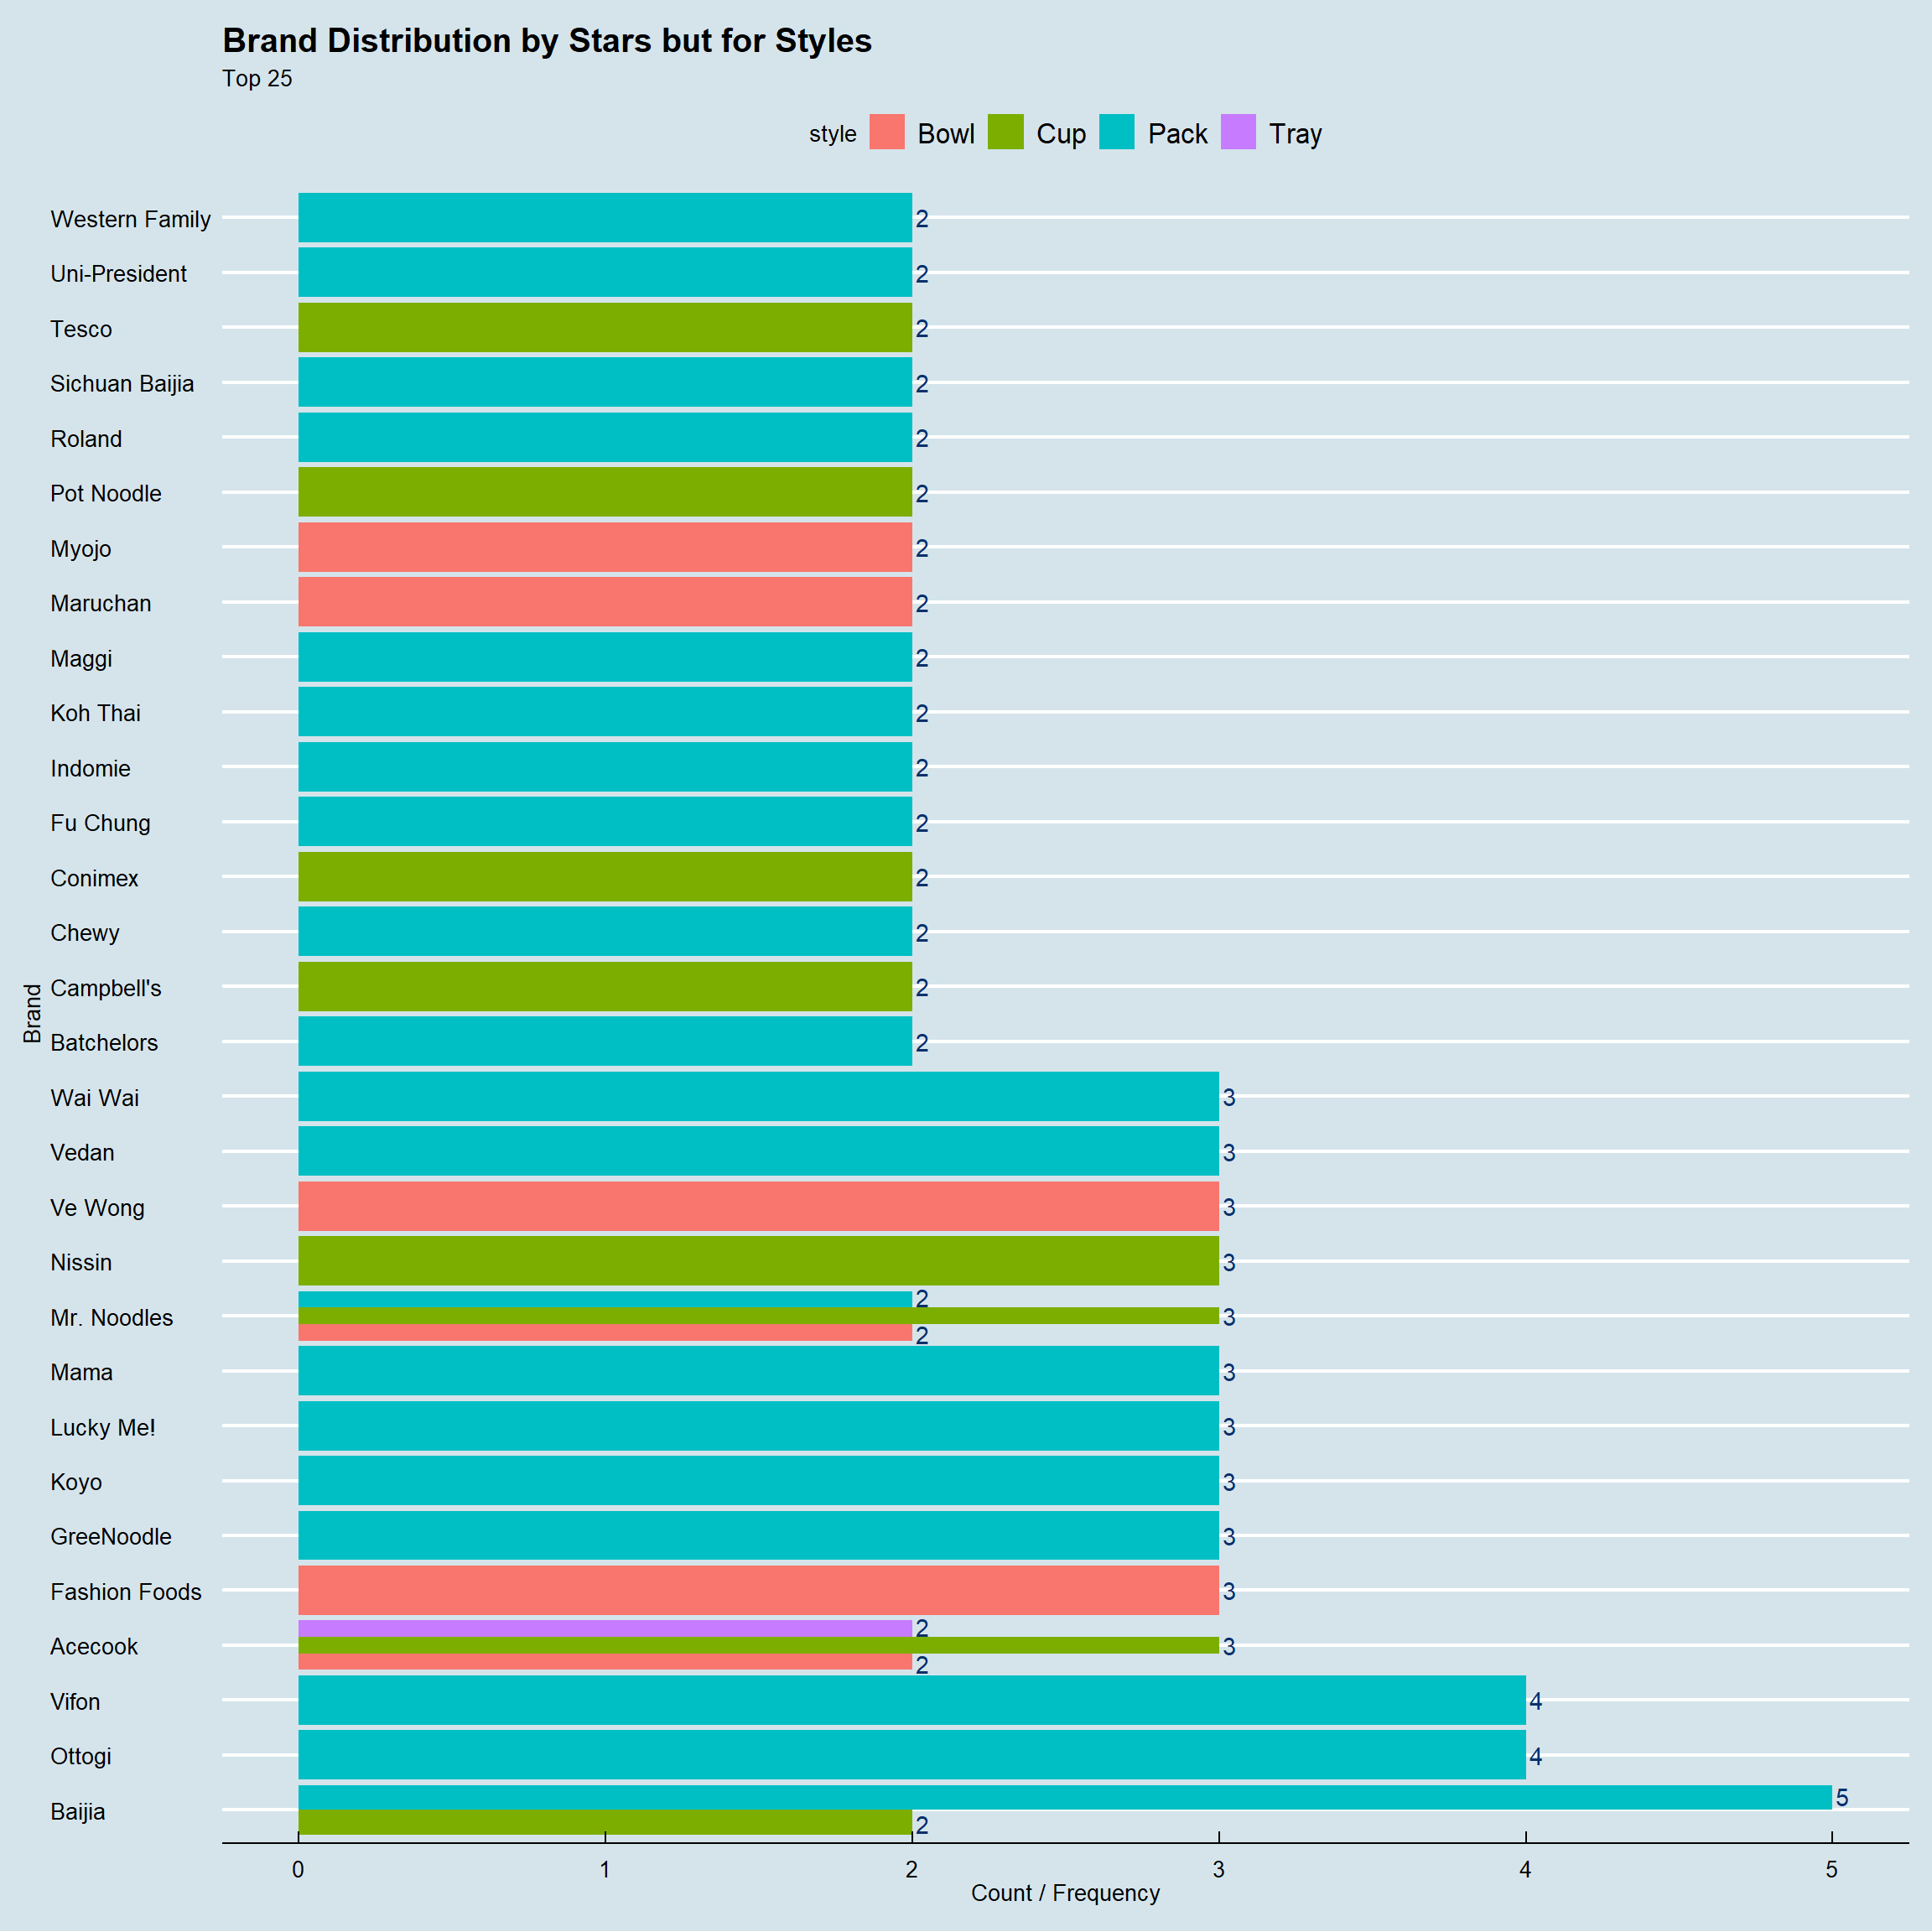 Brand Distribution by Stars but for Styles
Top 25
style Bowl Cup Pack Tray
Western Family 2
Uni-President 2
Tesco 2
Sichuan Baijia 2
Roland 2
Pot Noodle 2
Myojo 2
Maruchan 2
Maggi 2
Koh Thai 2
Indomie 2
Fu Chung 2
Conimex 2
Chewy 2
Campbell's 2
Brand
Batchelors 2
Wai Wai 3
Vedan 3
Ve Wong 3
Nissin 3
2
Mr. Noodles 3
2
Mama 3
Lucky Me! 3
Koyo 3
GreeNoodle 3
Fashion Foods 3
2
Acecook 3
2
Vifon 4
Ottogi 4
5
Baijia
2
0 1 2 3 4 5
Count / Frequency